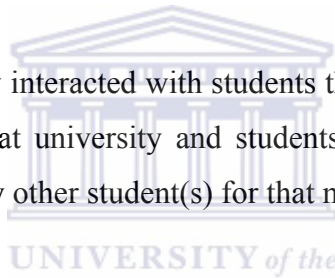 interacted with students
at university and students
other student(s) for that
UNIVERSITY of the